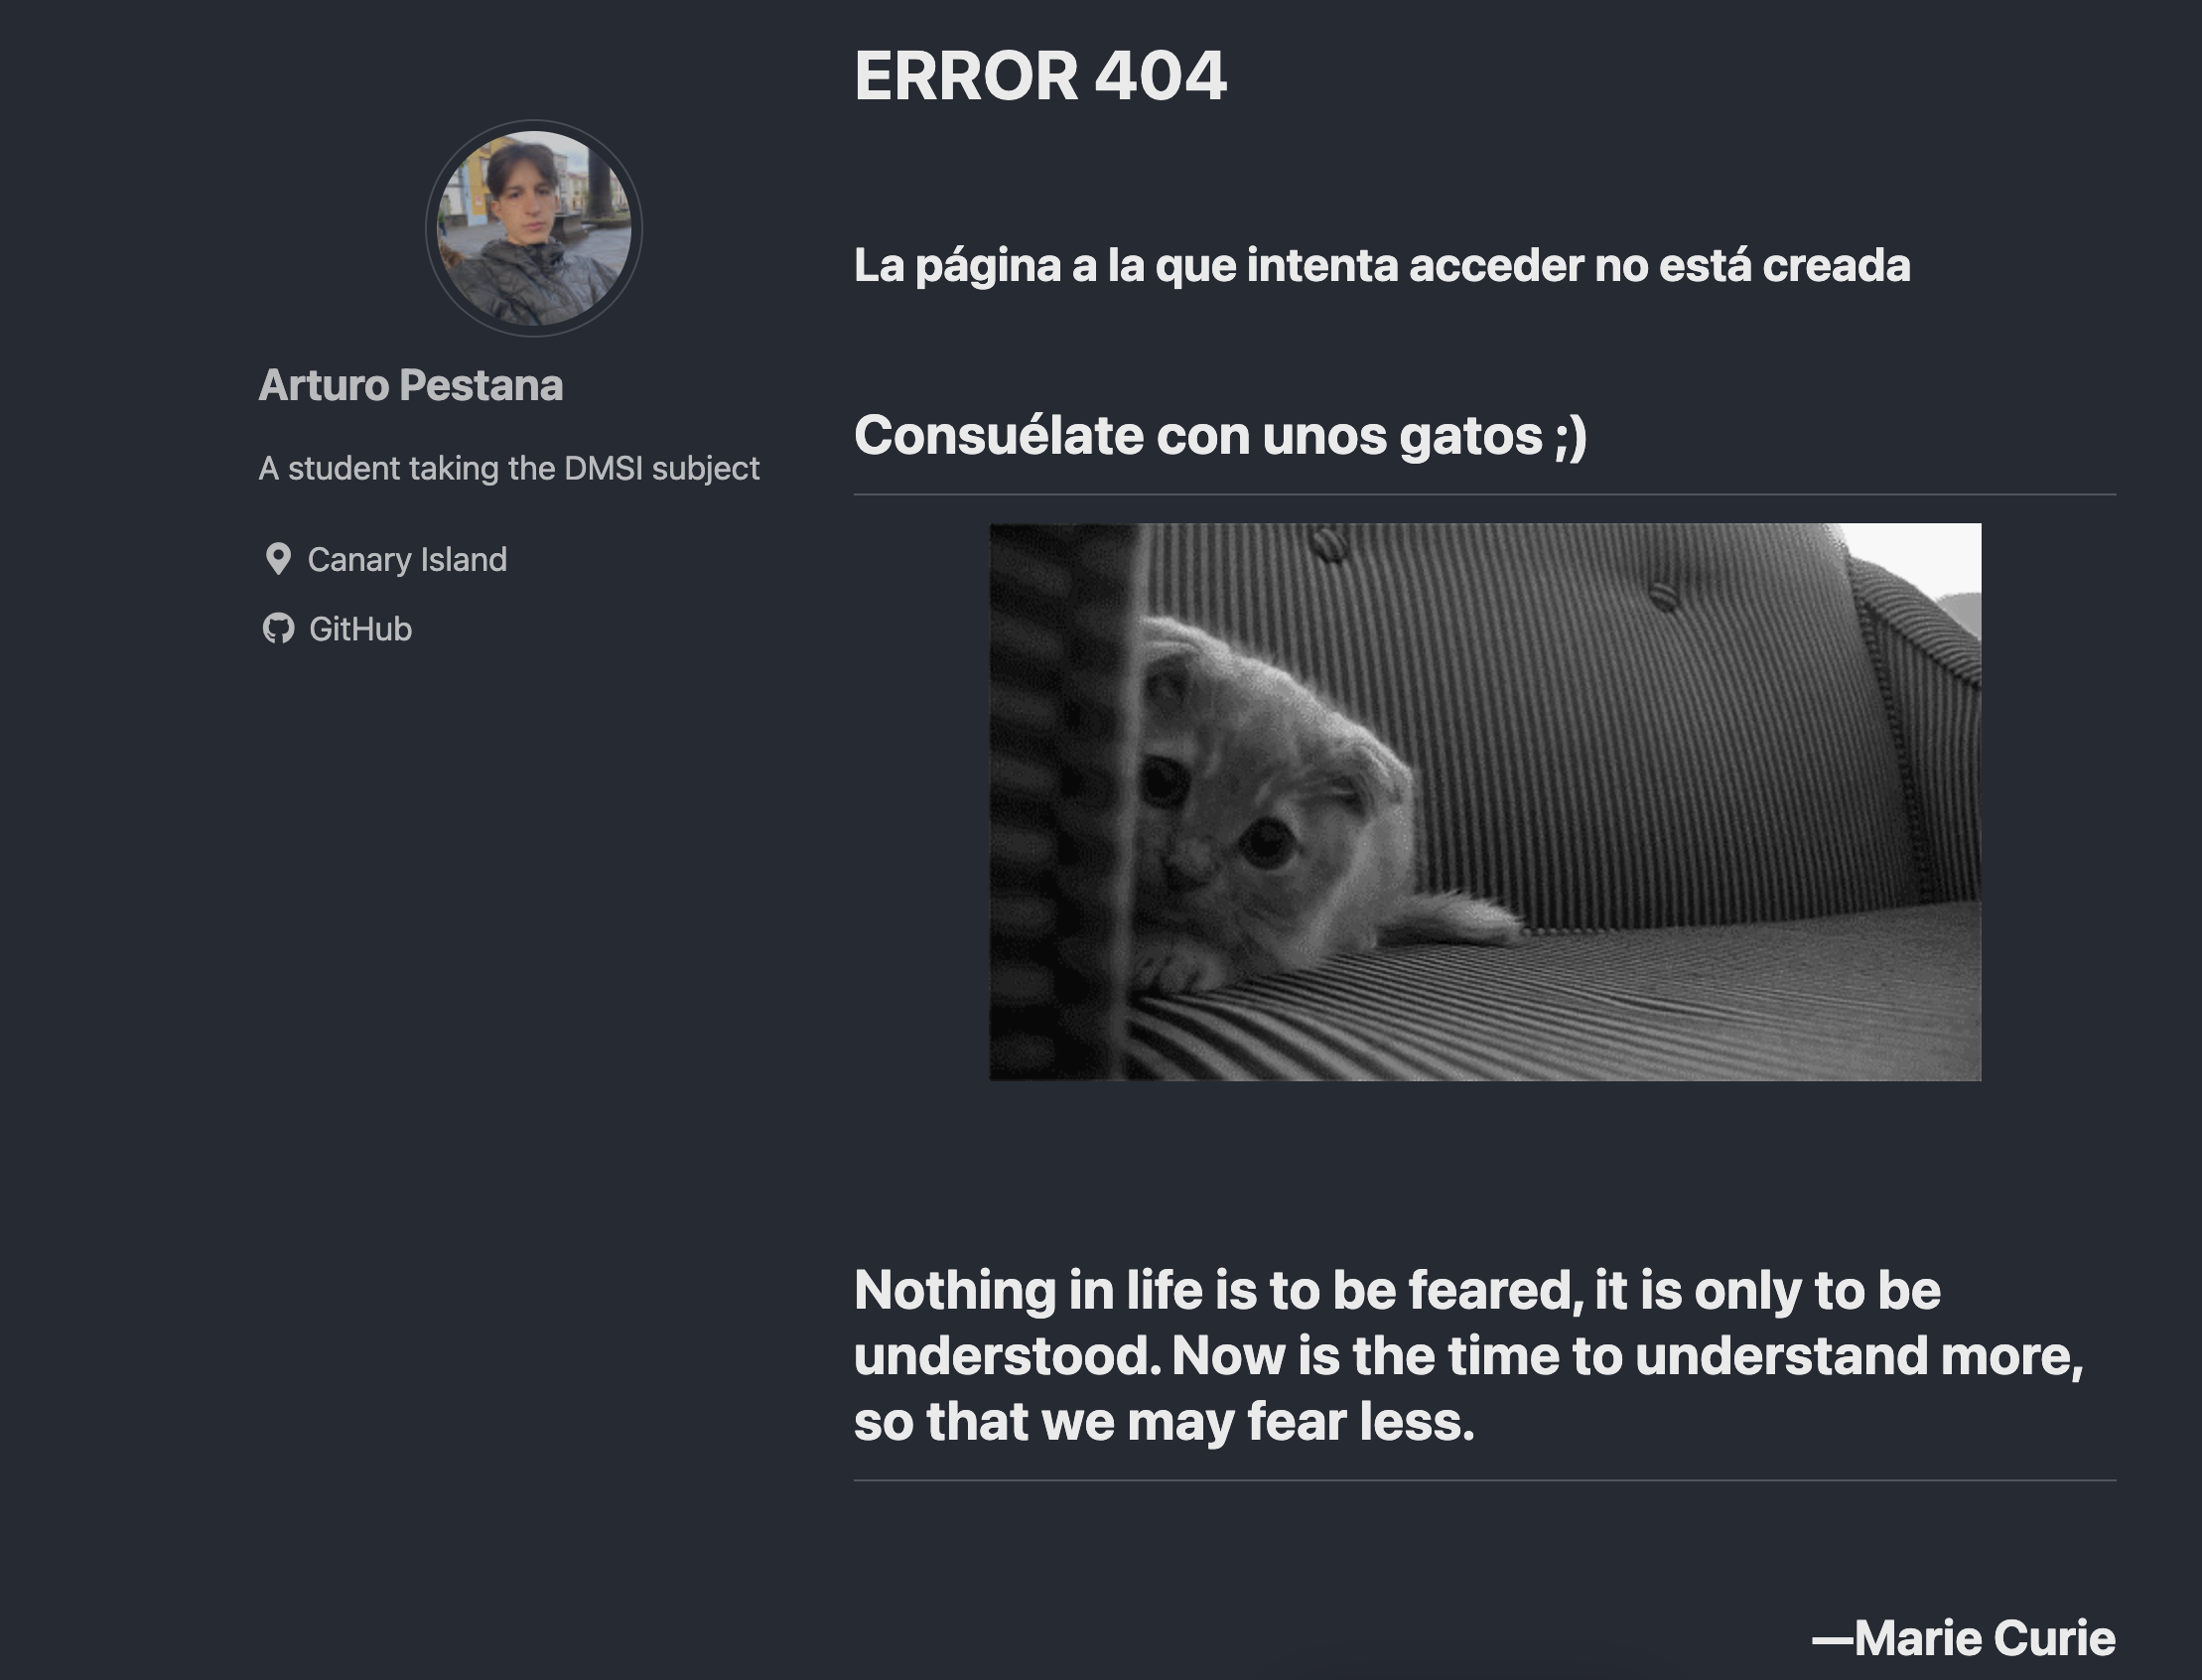 ERROR 404
Arturo Pestana
A student taking the DMSI subject
Canary Island
GitHub
La página a la que intenta acceder no está creada
Consuélate con unos gatos ;)
Nothing in life is to be feared, it is only to be
understood. Now is the time to understand more,
so that we may fear less.
—Marie Curie